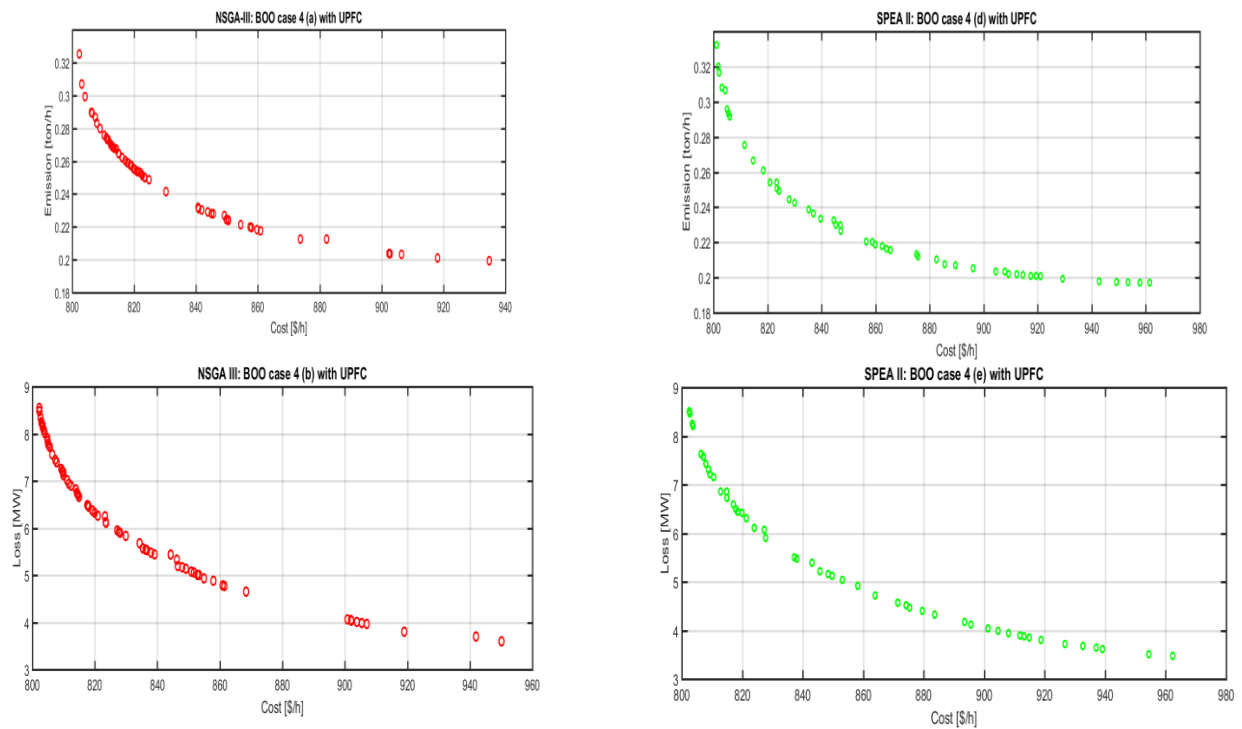 NSGA-III: BOO case 4 (a) with UPFC
Emission [ton/h]
0.32
0.3
0.28
0.26
0.24
0.22
0.2
0.18
800 820 840 860 880 900 920 940
Cost [$/h]
SPEA II: BOO case 4 (d) with UPFC
Emission [ton/h]
0.32
0.3
0.28
0.26
0.24
0.22
0.2
0.18
800 820 840 860 880 900 920 940 960 980
Cost [$/h]
NSGA III: BOO case 4 (b) with UPFC
Loss [MW]
9
8
7
6
5
4
3
800 820 840 860 880 900 920 940 960
Cost [$/h]
SPEA II: BOO case 4 (e) with UPFC
Loss [MW]
9
8
7
6
5
4
3
800 820 840 860 880 900 920 940 960 980
Cost [$/h]